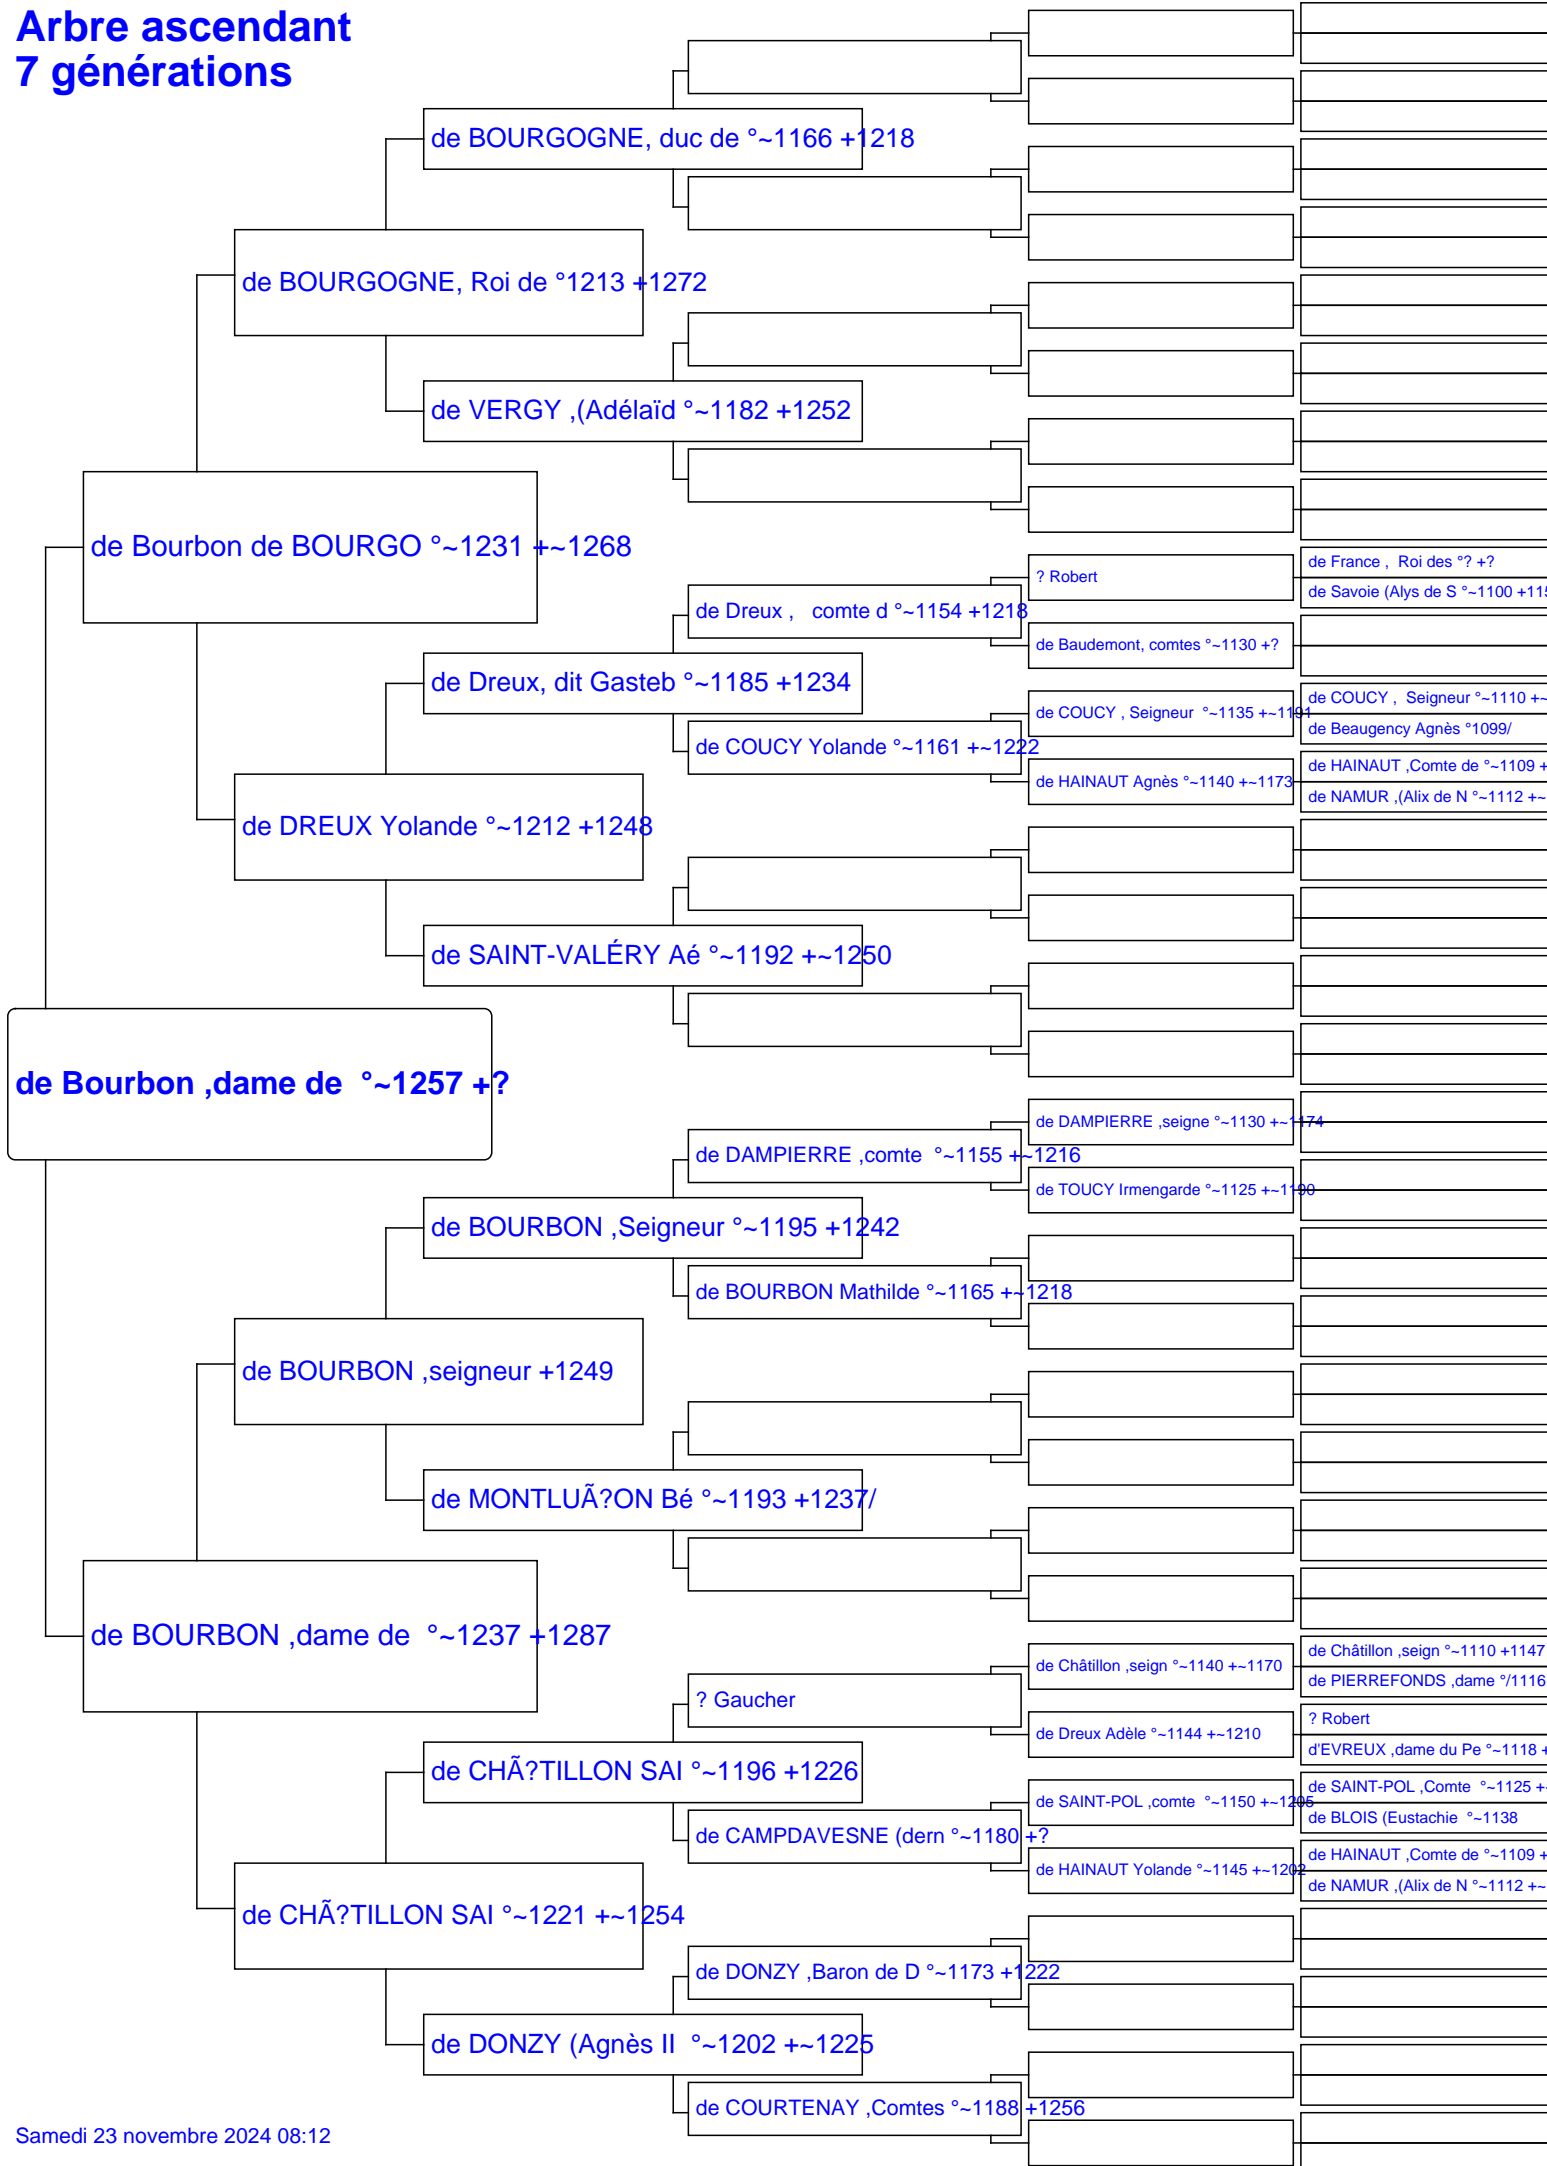 Arbre ascendant
7 générations
de BOURGOGNE, duc de °~1166 +1218
de BOURGOGNE, Roi de °1213 +1272
de VERGY ,(Adélaïd °~1182 +1252
de Bourbon de BOURGO °~1231 +~1268
de France ,  Roi des °? +?
? Robert
de Savoie (Alys de S °~1100 +115
de Dreux ,   comte d °~1154 +1218
de Baudemont, comtes °~1130 +?
de Dreux, dit Gasteb °~1185 +1234
de COUCY ,  Seigneur °~1110 +~
de COUCY , Seigneur  °~1135 +~1191
de Beaugency Agnès °1099/
de COUCY Yolande °~1161 +~1222
de HAINAUT ,Comte de °~1109 +
de HAINAUT Agnès °~1140 +~1173
de NAMUR ,(Alix de N °~1112 +~
de DREUX Yolande °~1212 +1248
de SAINT-VALÉRY Aé °~1192 +~1250
de Bourbon ,dame de  °~1257 +?
de DAMPIERRE ,seigne °~1130 +~1174
de DAMPIERRE ,comte  °~1155 +~1216
de TOUCY Irmengarde °~1125 +~1190
de BOURBON ,Seigneur °~1195 +1242
de BOURBON Mathilde °~1165 +~1218
de BOURBON ,seigneur +1249
de MONTLUÃ?ON Bé °~1193 +1237/
de BOURBON ,dame de  °~1237 +1287
de Châtillon ,seign °~1110 +1147
de Châtillon ,seign °~1140 +~1170
de PIERREFONDS ,dame °/1116
? Gaucher
? Robert
de Dreux Adèle °~1144 +~1210
d'EVREUX ,dame du Pe °~1118 +
de CHÃ?TILLON SAI °~1196 +1226
de SAINT-POL ,Comte  °~1125 +~
de SAINT-POL ,comte  °~1150 +~1205
de BLOIS (Eustachie  °~1138
de CAMPDAVESNE (dern °~1180 +?
de HAINAUT ,Comte de °~1109 +
de HAINAUT Yolande °~1145 +~1202
de NAMUR ,(Alix de N °~1112 +~
de CHÃ?TILLON SAI °~1221 +~1254
de DONZY ,Baron de D °~1173 +1222
de DONZY (Agnès II  °~1202 +~1225
de COURTENAY ,Comtes °~1188 +1256
Samedi 23 novembre 2024 08:12